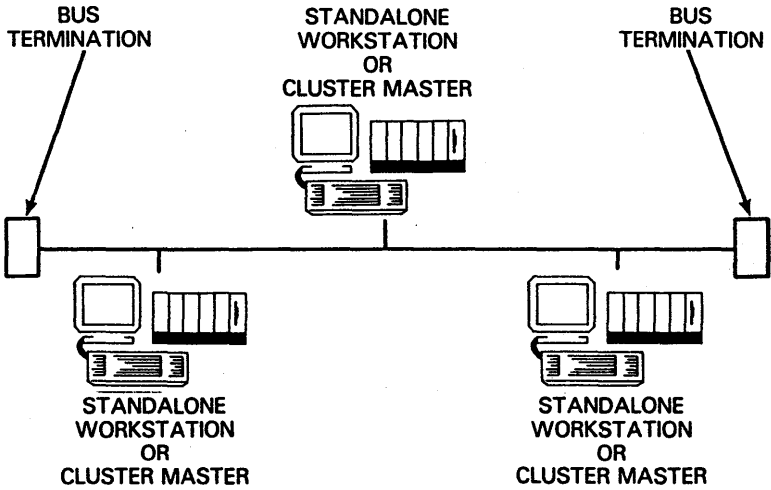 BUS
TERMINATION
STANDALONE
WORKSTATION
OR
CLUSTER MASTER
BUS
TERMINATION
STANDALONE
WORKSTATION
OR
CLUSTER MASTER
STANDALONE
WORKSTATION
OR
CLUSTER MASTER